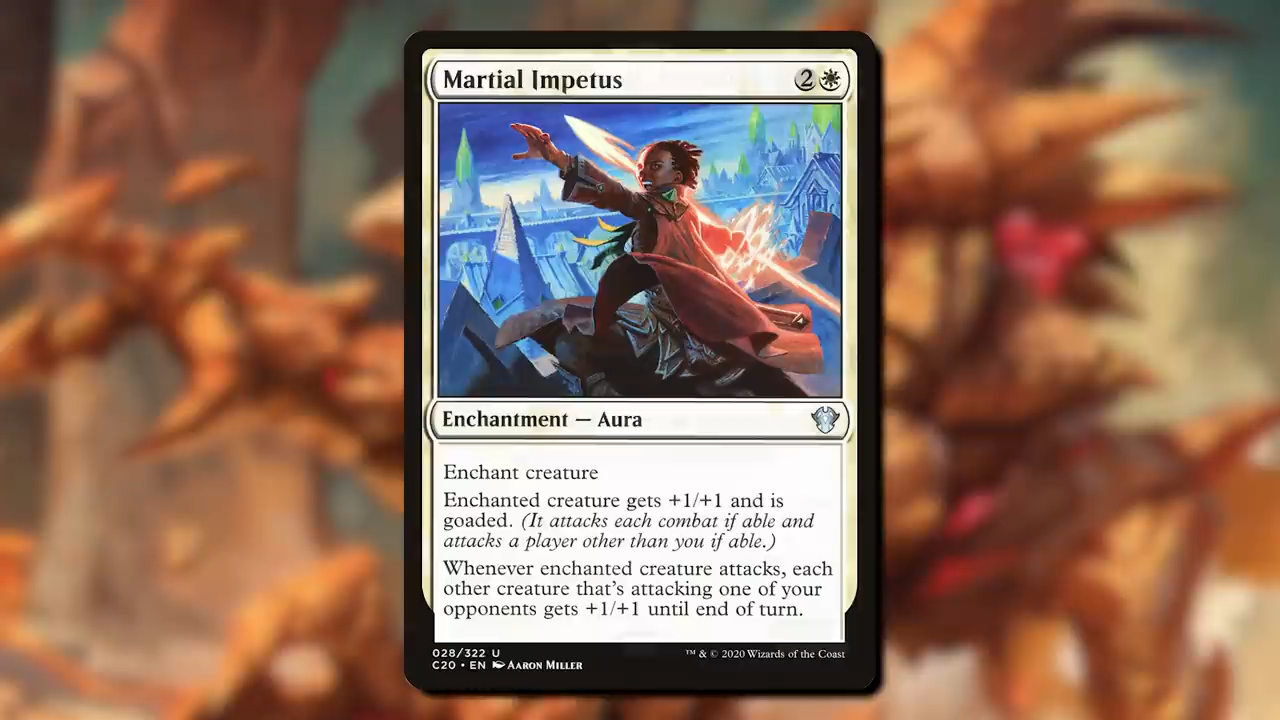 Martial Impetus 2
Enchantment — Aura
Enchant creature
Enchanted creature gets +1/+1 and is
goaded. (It attacks each combat if able and
attacks a player other than you if able.)
Whenever enchanted creature attacks, each
other creature that's attacking one of your
opponents gets +1/+1 until end of turn.
028/322 U
C20 • EN AARON MILLER
™ & © 2020 Wizards of the Coast